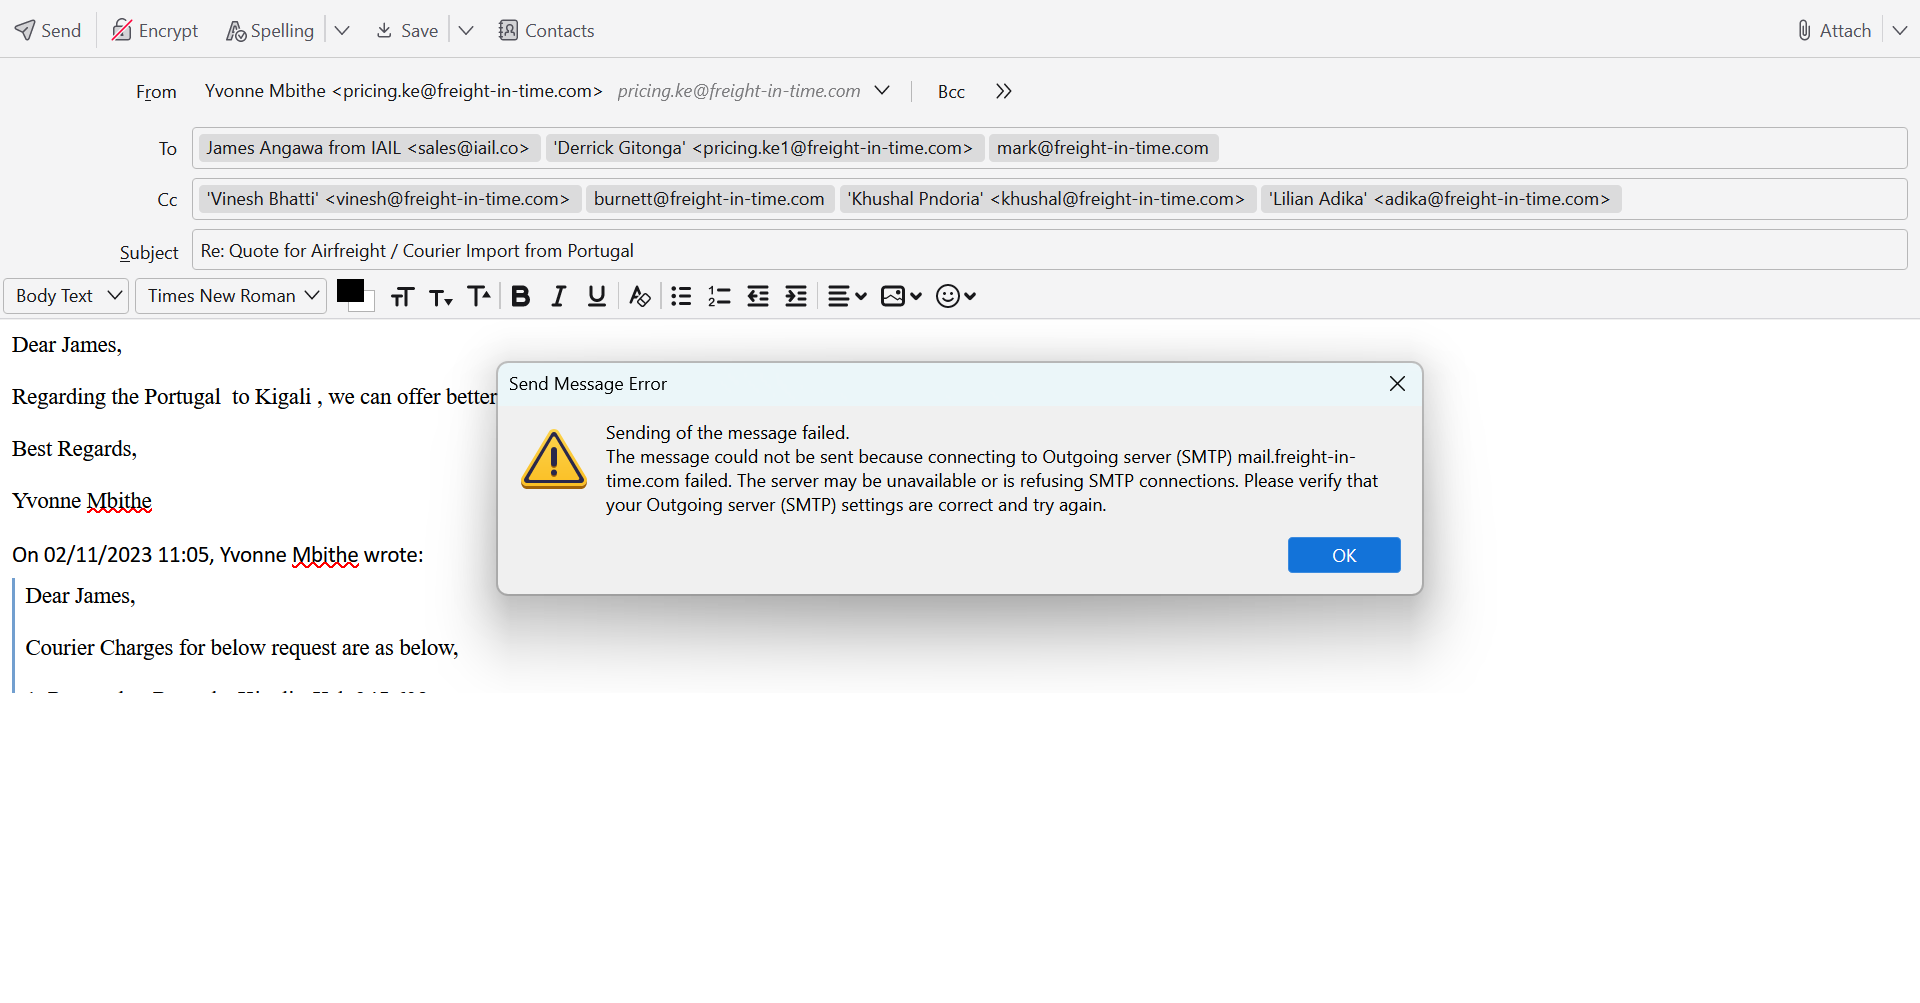 Send Encrypt Spelling Save Contacts Attach
From Yvonne Mbithe <pricing.ke@freight-in-time.com> pricing.ke@freight-in-time.com Bcc
To James Angawa from IAIL <sales@iail.co> 'Derrick Gitonga' <pricing.ke1@freight-in-time.com> mark@freight-in-time.com
Cc 'Vinesh Bhatti' <vinesh@freight-in-time.com> burnett@freight-in-time.com 'Khushal Pndoria' <khushal@freight-in-time.com> 'Lilian Adika' <adika@freight-in-time.com>
Subject Re: Quote for Airfreight / Courier Import from Portugal
Body Text Times New Roman
Dear James,
Regarding the Portugal  to Kigali , we can offer better
Best Regards,
Yvonne Mbithe
On 02/11/2023 11:05, Yvonne Mbithe wrote:
Dear James,
Courier Charges for below request are as below,
Send Message Error
Sending of the message failed.
The message could not be sent because connecting to Outgoing server (SMTP) mail.freight-in-
time.com failed. The server may be unavailable or is refusing SMTP connections. Please verify that
your Outgoing server (SMTP) settings are correct and try again.
OK